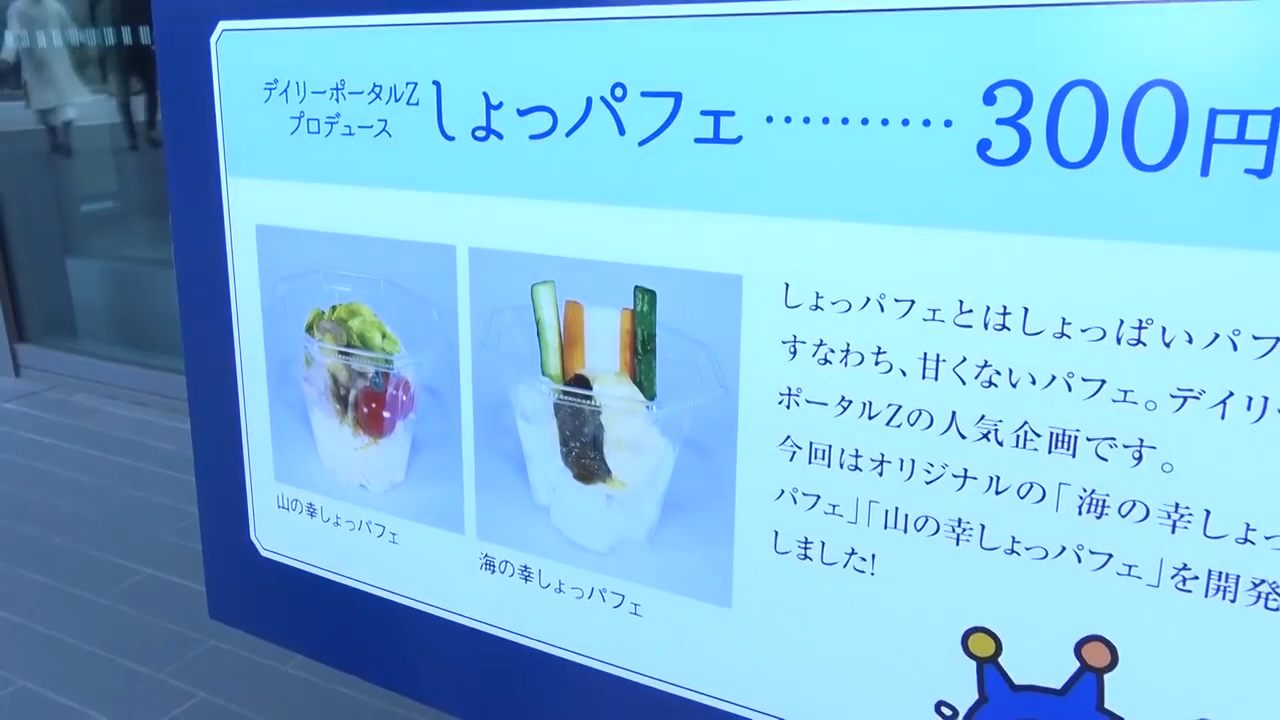 デイリーポータルZ
プロデュース
しょっパフェ………… 300円
しょっパフェとはしょっぱいパフ
すなわち、甘くないパフェ。デイリ
ポータルZの人気企画です。
今回はオリジナルの「海の幸しょっ
パフェ」「山の幸しょっパフェ」を開発
しました!
山の幸しょっパフェ
海の幸しょっパフェ